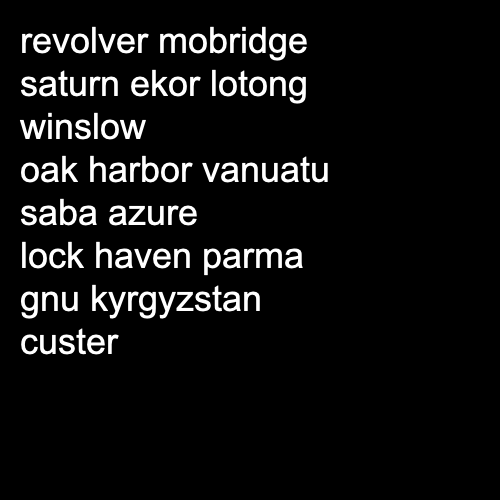 revolver mobridge
saturn ekor lotong
winslow
oak harbor vanuatu
saba azure
lock haven parma
gnu kyrgyzstan
custer